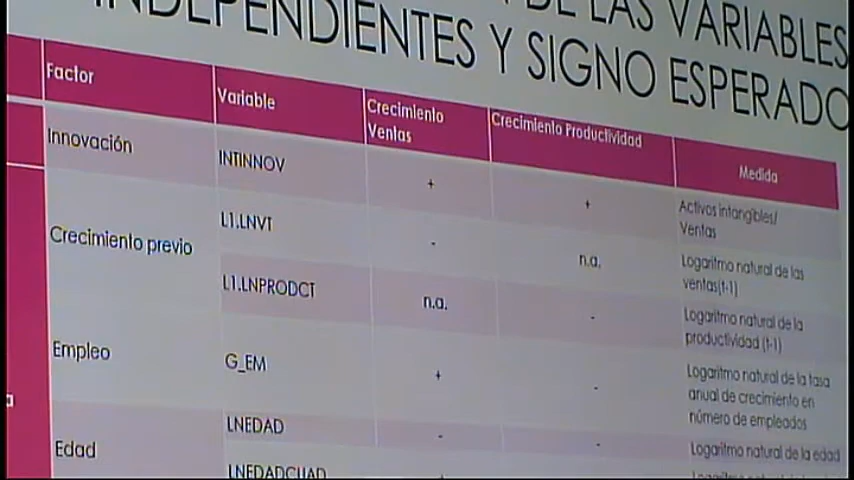 DE LAS VARIABLES
INDEPENDIENTES Y SIGNO ESPERADO
Factor
Variable
Crecimiento
Ventas
Crecimiento Productividad
Medida
Innovación
INTINNOV
+
+
Activos intangibles/
Ventas
Crecimiento previo
L1.LNVT
-
n.a.
Logaritmo natural de las
ventas(t-1)
L1.LNPRODCT
n.a.
-
Logaritmo natural de la
productividad (t-1)
Empleo
G_EM
+
-
Logaritmo natural de la tasa
anual de crecimiento en
número de empleados
Edad
LNEDAD
-
-
Logaritmo natural de la edad
LNEDADCUAD